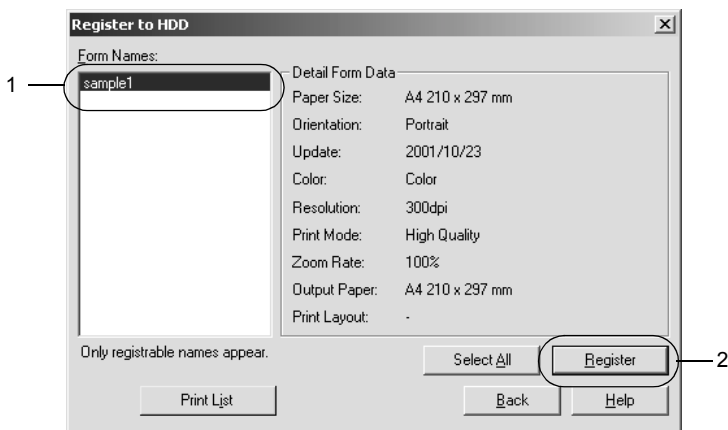 Register to HDD
Form Names:
1
sample1
Detail Form Data
Paper Size: A4 210 x 297 mm
Orientation: Portrait
Update: 2001/10/23
Color: Color
Resolution: 300dpi
Print Mode: High Quality
Zoom Rate: 100%
Output Paper: A4 210 x 297 mm
Print Layout: -
Only registrable names appear.
Select All
Register
2
Print List
Back
Help